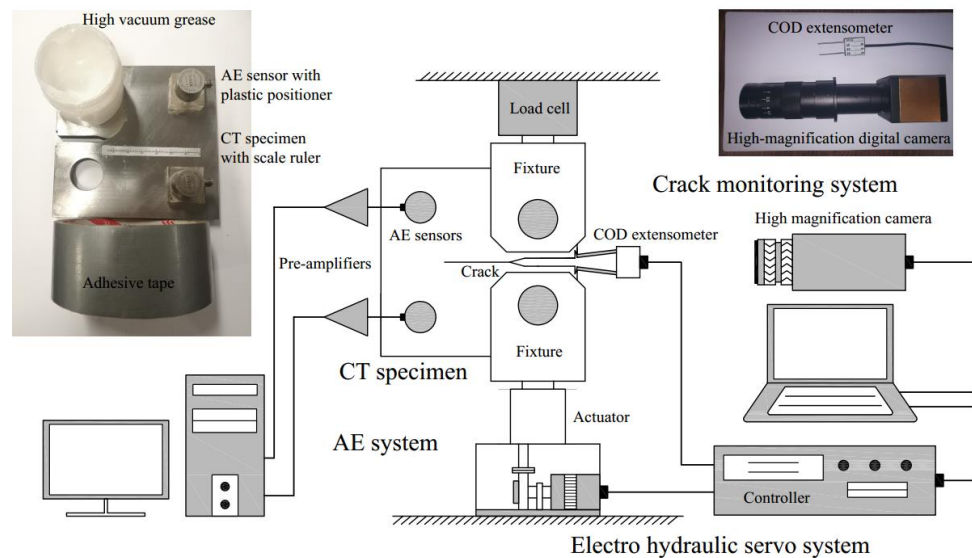 High vacuum grease
AE sensor with
plastic positioner
CT specimen
with scale ruler
Adhesive tape
COD extensometer
High-magnification digital camera
Load cell
Fixture
Crack monitoring system
High magnification camera
AE sensors
COD extensometer
Pre-amplifiers
Crack
Fixture
CT specimen
Actuator
AE system
Controller
Electro hydraulic servo system